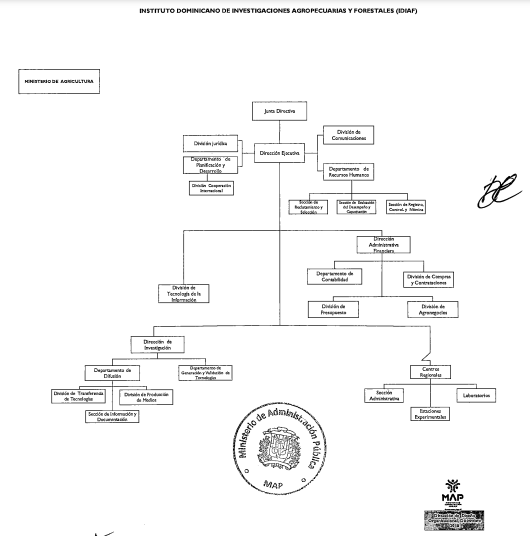 INSTITUTO DOMINICANO DE INVESTIGACIONES AGROPECUARIAS Y FORESTALES (IDIAF)
MINISTERIO DE AGRICULTURA
Junta Directiva
División de
Comunicaciones
División Jurídica
Dirección Ejecutiva
Departamento de
Planificación y
Desarrollo
Departamento de
Recursos Humanos
División Cooperación
Internacional
Sección de
Reclutamiento y
Selección
Sección de Evaluación
del Desempeño y
Capacitación
Sección de Registro,
Control, y Nómina
Dirección
Administrativa
Financiera
Departamento de
Contabilidad
División de Compras
y Contrataciones
División de
Tecnología de la
Información
División de
Presupuesto
División de
Agronegocios
Dirección de
Investigación
Departamento de
Difusión
Departamento de
Generación y Validación de
Tecnologías
Centros
Regionales
División de Transferencia
de Tecnologías
División de Producción
de Medios
Sección
Administrativa
Laboratorios
Sección de Información y
Documentación
Estaciones
Experimentales
Ministerio de Administración Pública
MAP
MAP